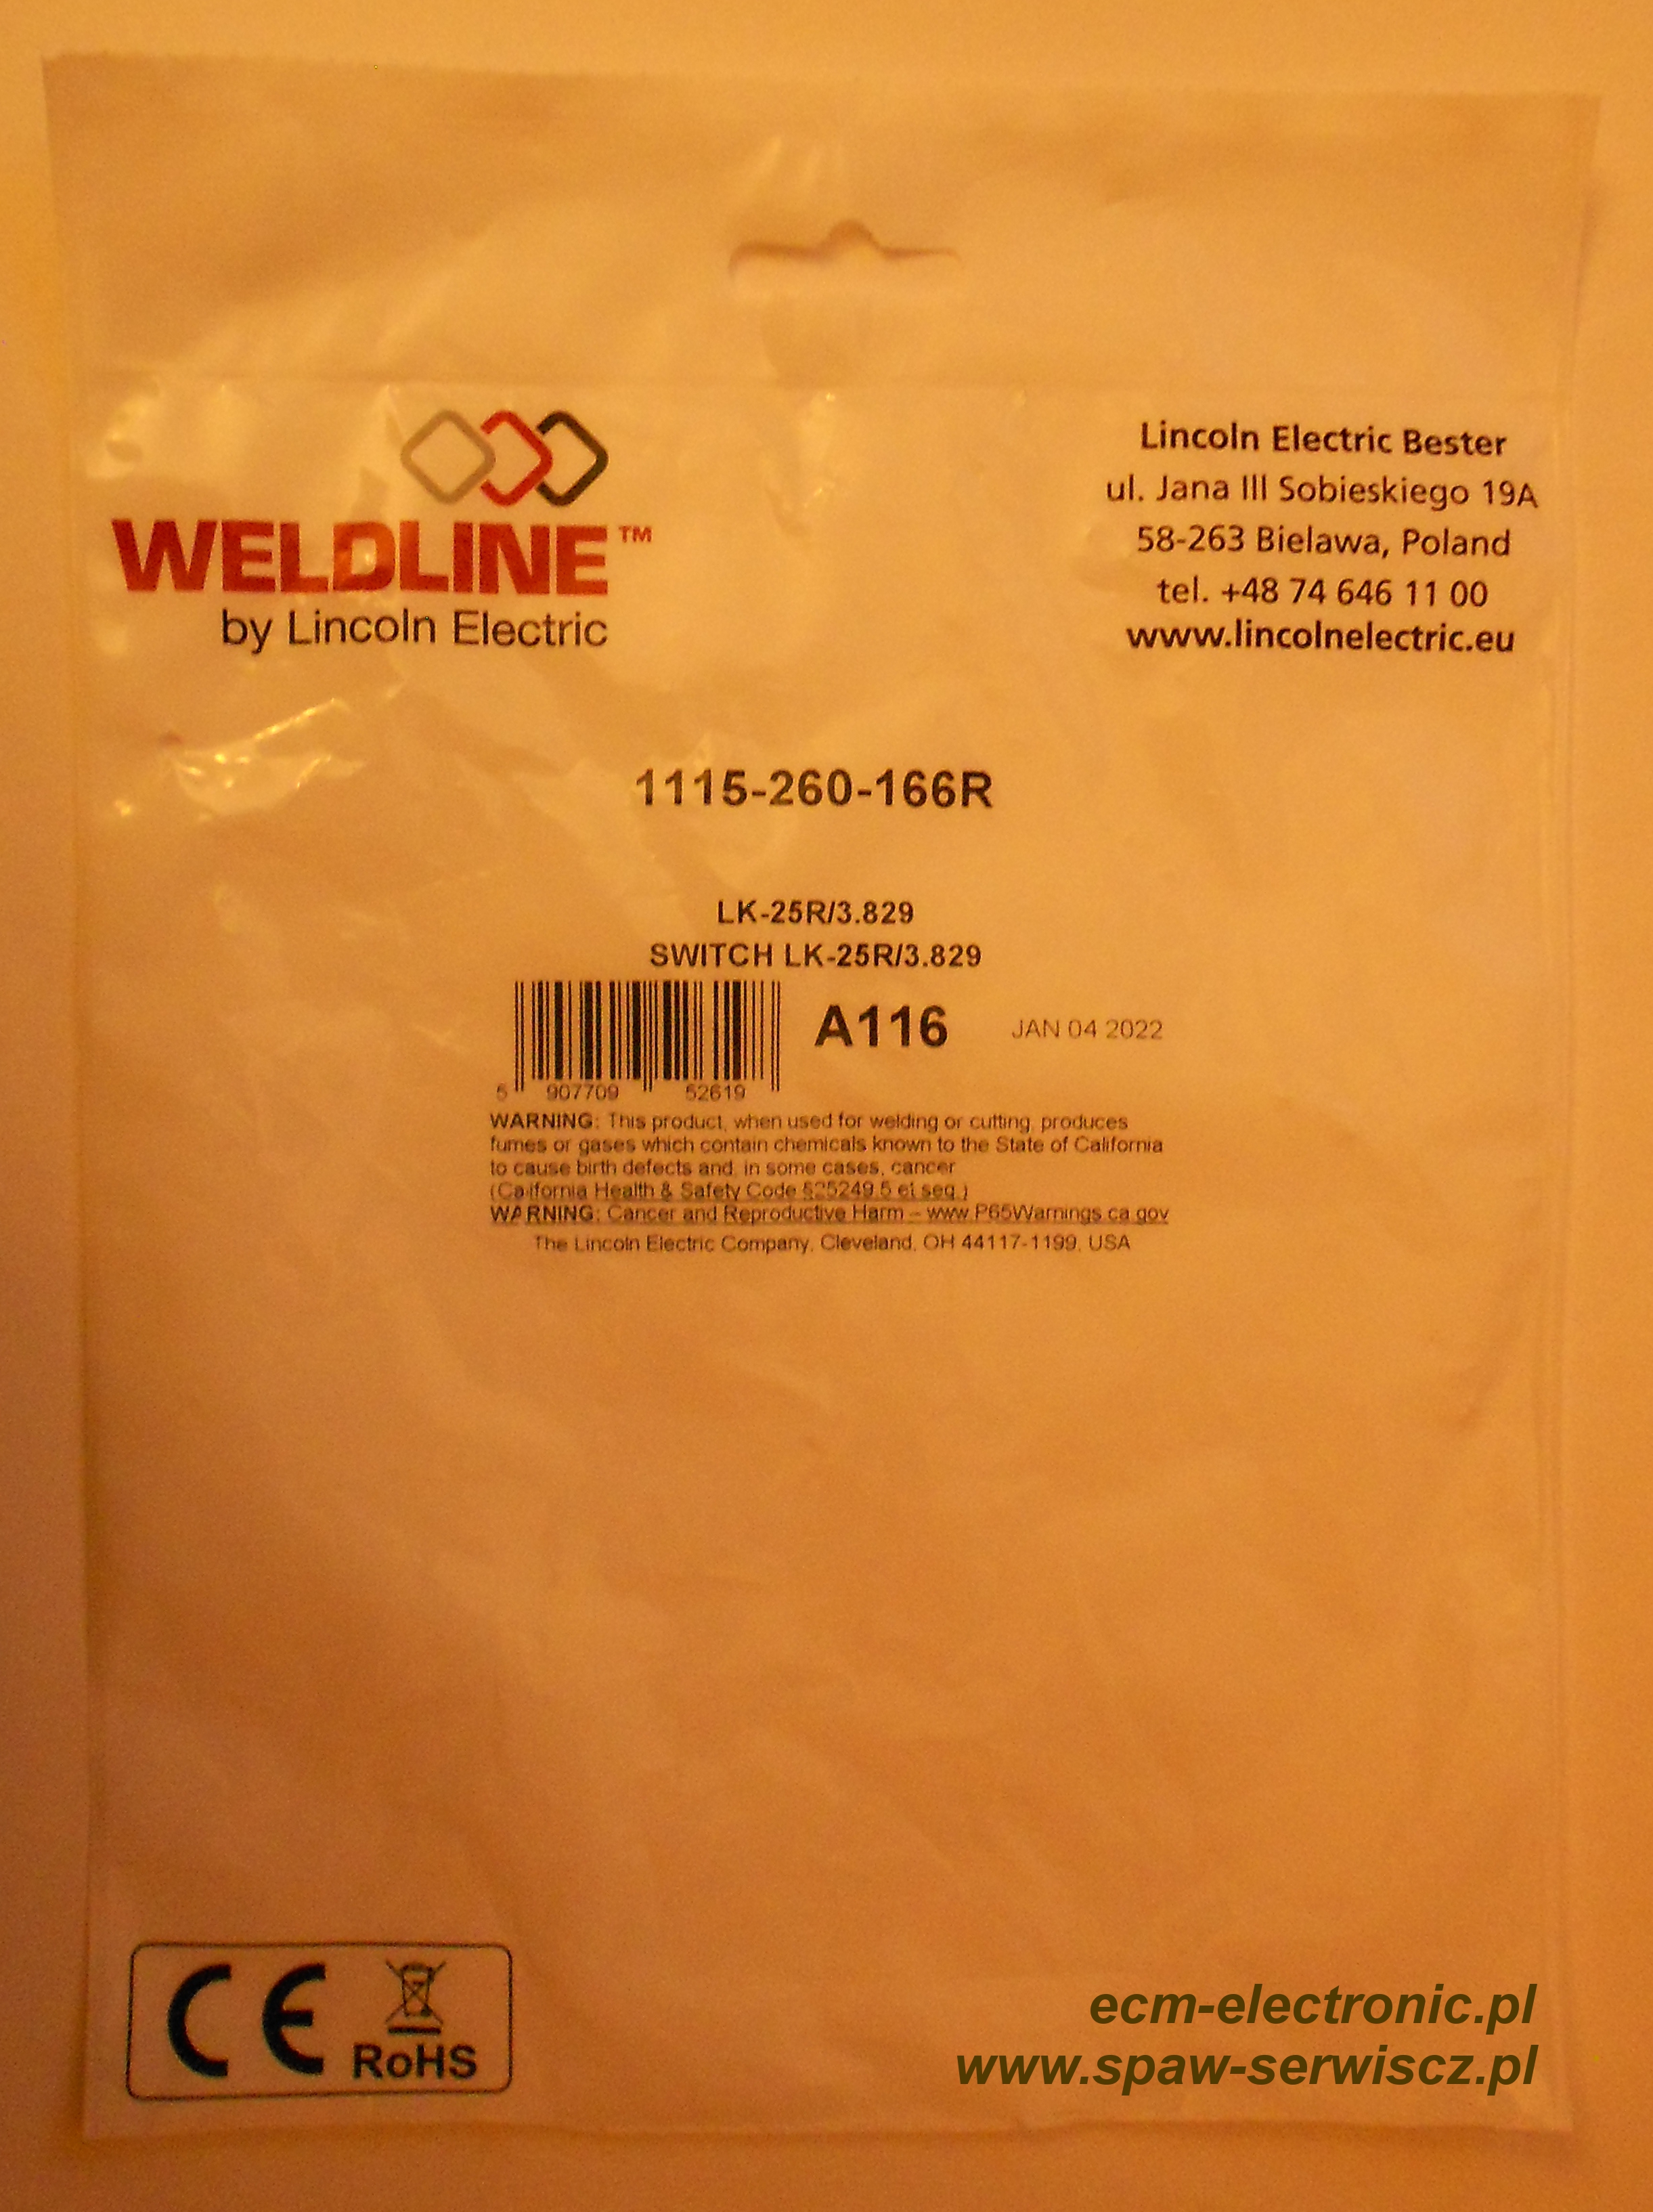 WELDLINE™
by Lincoln Electric
Lincoln Electric Bester
ul. Jana III Sobieskiego 19A
58-263 Bielawa, Poland
tel. +48 74 646 11 00
www.lincolnelectric.eu
1115-260-166R
LK-25R/3.829
SWITCH LK-25R/3.829
A116 JAN 04 2022
5 907709 52619
WARNING: This product, when used for welding or cutting, produces
fumes or gases which contain chemicals known to the State of California
to cause birth defects and, in some cases, cancer
(California Health & Safety Code §25249.5 et seq.)
WARNING: Cancer and Reproductive Harm – www.P65Warnings.ca.gov
The Lincoln Electric Company, Cleveland, OH 44117-1199, USA
CE
RoHS
ecm-electronic.pl
www.spaw-serwiscz.pl